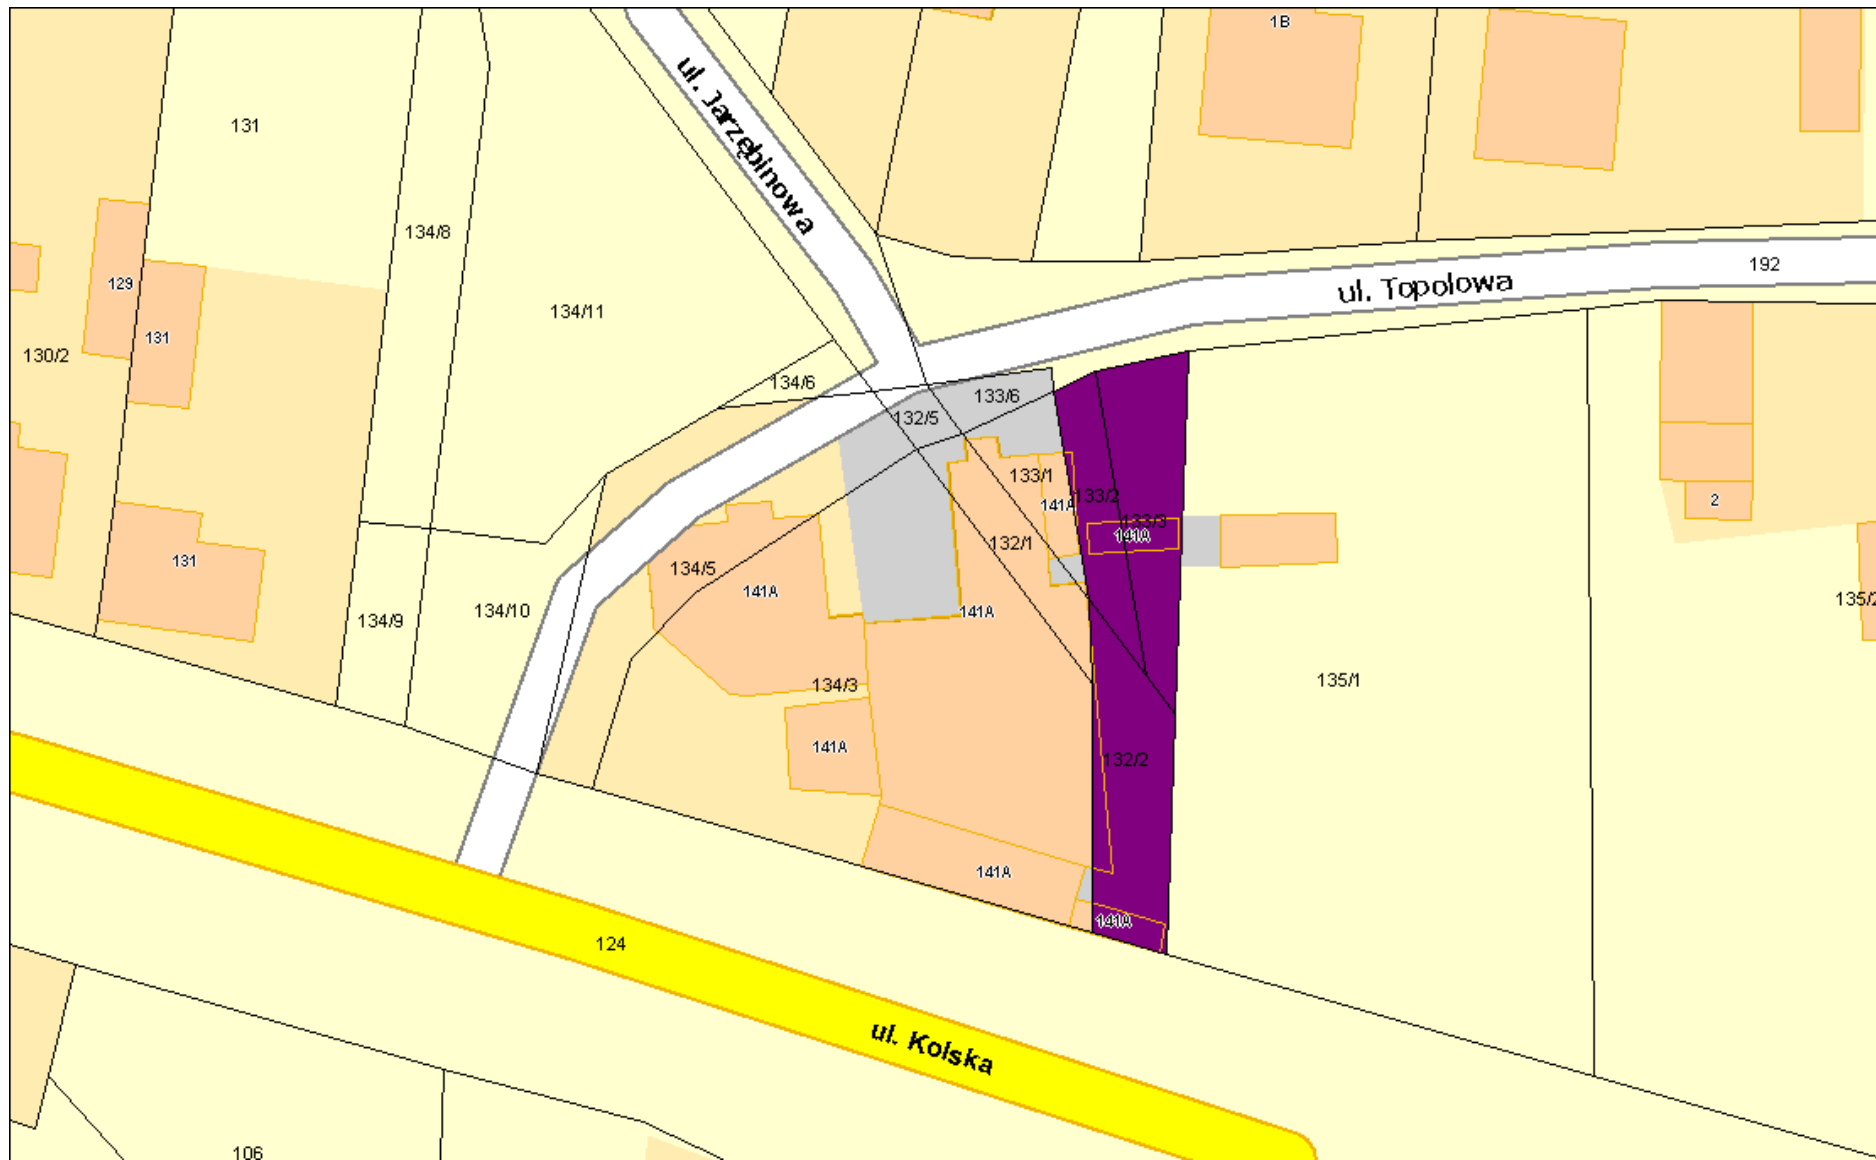 1B
131
ul. Jarzębinowa
134/8
192
129
ul. Topolowa
134/11
131
130/2
134/6
133/6
132/5
133/1
133/2
2
141A
133/3
141A
132/1
131
134/5
141A
135/2
134/10
141A
134/9
135/1
134/3
141A
132/2
141A
141A
124
ul. Kolska
106